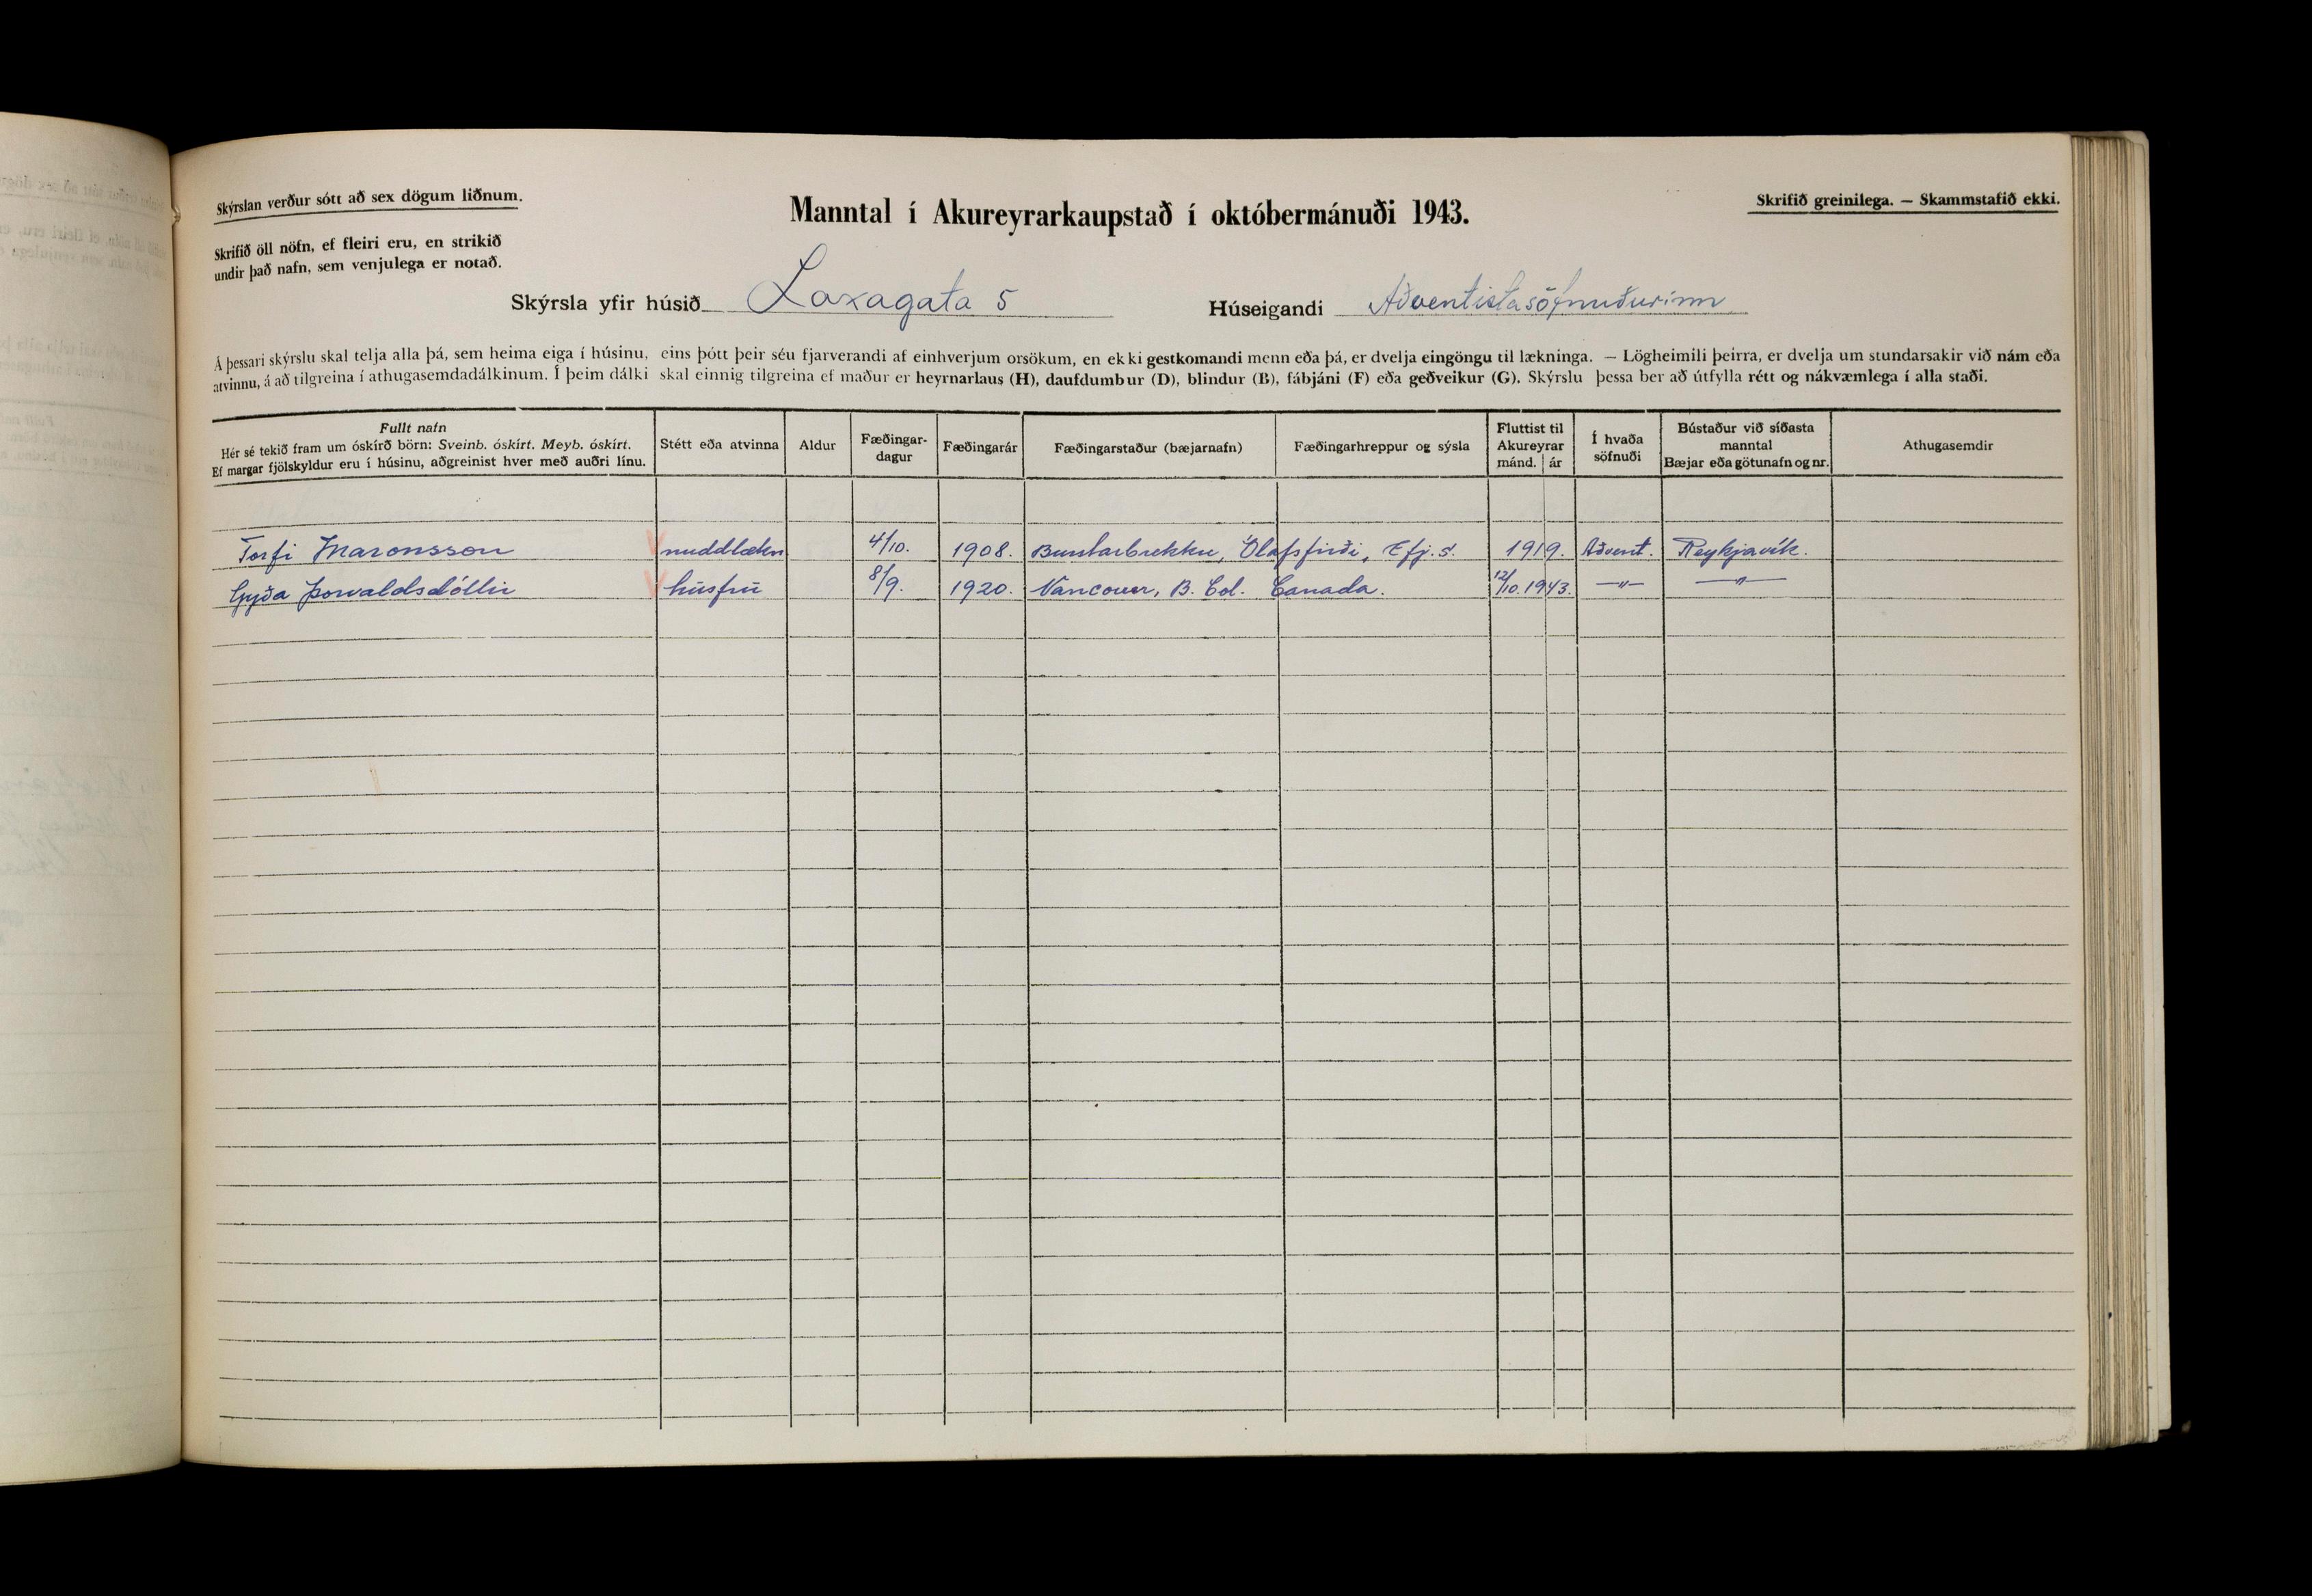 Skýrslan verður sótt að sex dögum liðnum.
Manntal í Akureyrarkaupstað í októbermánuði 1943.
Skrifið greinilega. — Skammstafið ekki.
Skrifið öll nöfn, ef fleiri eru, en strikið
undir það nafn, sem venjulega er notað.
Skýrsla yfir húsið Laxagata 5 Húseigandi Aðventistasöfnuðurinn
Á þessari skýrslu skal telja alla þá, sem heima eiga í húsinu, eins þótt þeir séu fjarverandi af einhverjum orsökum, en ekki gestkomandi menn eða þá, er dvelja eingöngu til lækninga. — Lögheimili þeirra, er dvelja um stundarsakir við nám eða
atvinnu, á að tilgreina í athugasemdadálkinum. Í þeim dálki skal einnig tilgreina ef maður er heyrnarlaus (H), daufdumbur (D), blindur (B), fábjáni (F) eða geðveikur (G). Skýrslu þessa ber að útfylla rétt og nákvæmlega í alla staði.
Fullt nafn
Hér sé tekið fram um óskírð börn: Sveinb. óskírt. Meyb. óskírt.
Ef margar fjölskyldur eru í húsinu, aðgreinist hver með auðri línu.
Stétt eða atvinna
Aldur
Fæðingar-
dagur
Fæðingarár
Fæðingarstaður (bæjarnafn)
Fæðingarhreppur og sýsla
Fluttist til
Akureyrar
mánd. ár
Í hvaða
söfnuði
Bústaður við síðasta
manntal
Bæjar eða götunafn og nr.
Athugasemdir
Torfi Maronsson V nuddlækn 4/10. 1908. Burstarbrekku, Ólafsfirði, Efj.s. 1919. Aðvent. Reykjavík.
Gyða Þorvaldsdóttir V húsfrú 8/9. 1920. Vancouver, B. Col. Canada. 12/10. 1943. —"— —"—